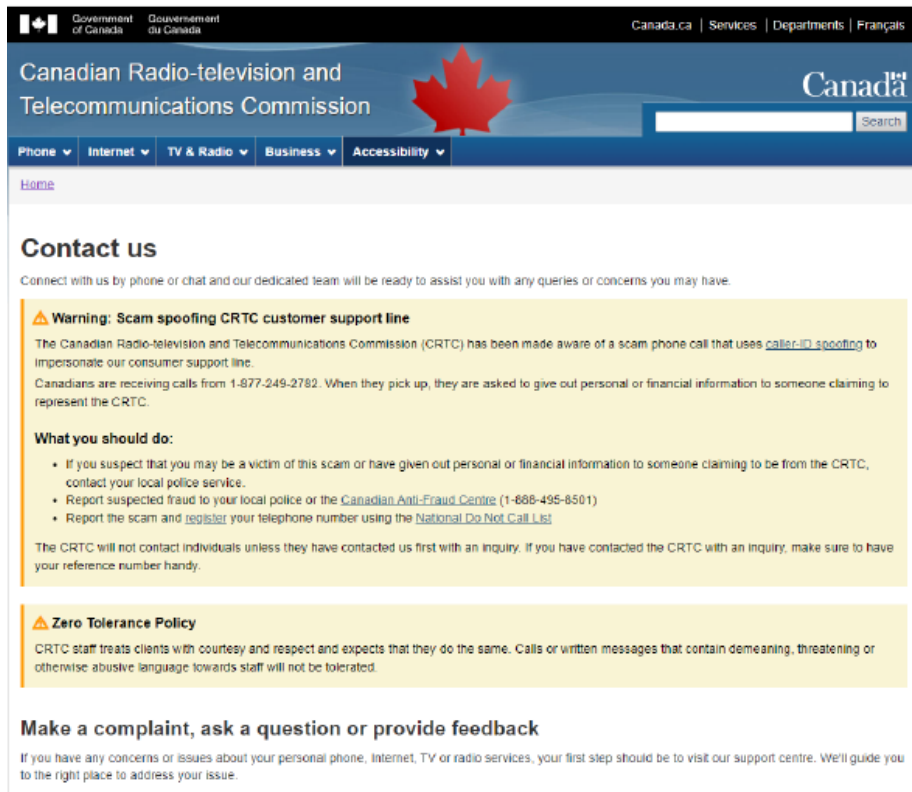 Government of Canada
Gouvernement du Canada
Canada.ca | Services | Departments | Français
Canadian Radio-television and
Telecommunications Commission
Canada
Search
Phone Internet TV & Radio Business Accessibility
Home
Contact us
Connect with us by phone or chat and our dedicated team will be ready to assist you with any queries or concerns you may have.
Warning: Scam spoofing CRTC customer support line
The Canadian Radio-television and Telecommunications Commission (CRTC) has been made aware of a scam phone call that uses caller-ID spoofing to
impersonate our consumer support line.
Canadians are receiving calls from 1-877-249-2782. When they pick up, they are asked to give out personal or financial information to someone claiming to
represent the CRTC.
What you should do:
• If you suspect that you may be a victim of this scam or have given out personal or financial information to someone claiming to be from the CRTC,
contact your local police service.
• Report suspected fraud to your local police or the Canadian Anti-Fraud Centre (1-888-495-8501)
• Report the scam and register your telephone number using the National Do Not Call List
The CRTC will not contact individuals unless they have contacted us first with an inquiry. If you have contacted the CRTC with an inquiry, make sure to have
your reference number handy.
Zero Tolerance Policy
CRTC staff treats clients with courtesy and respect and expects that they do the same. Calls or written messages that contain demeaning, threatening or
otherwise abusive language towards staff will not be tolerated.
Make a complaint, ask a question or provide feedback
If you have any concerns or issues about your personal phone, Internet, TV or radio services, your first step should be to visit our support centre. We'll guide you
to the right place to address your issue.